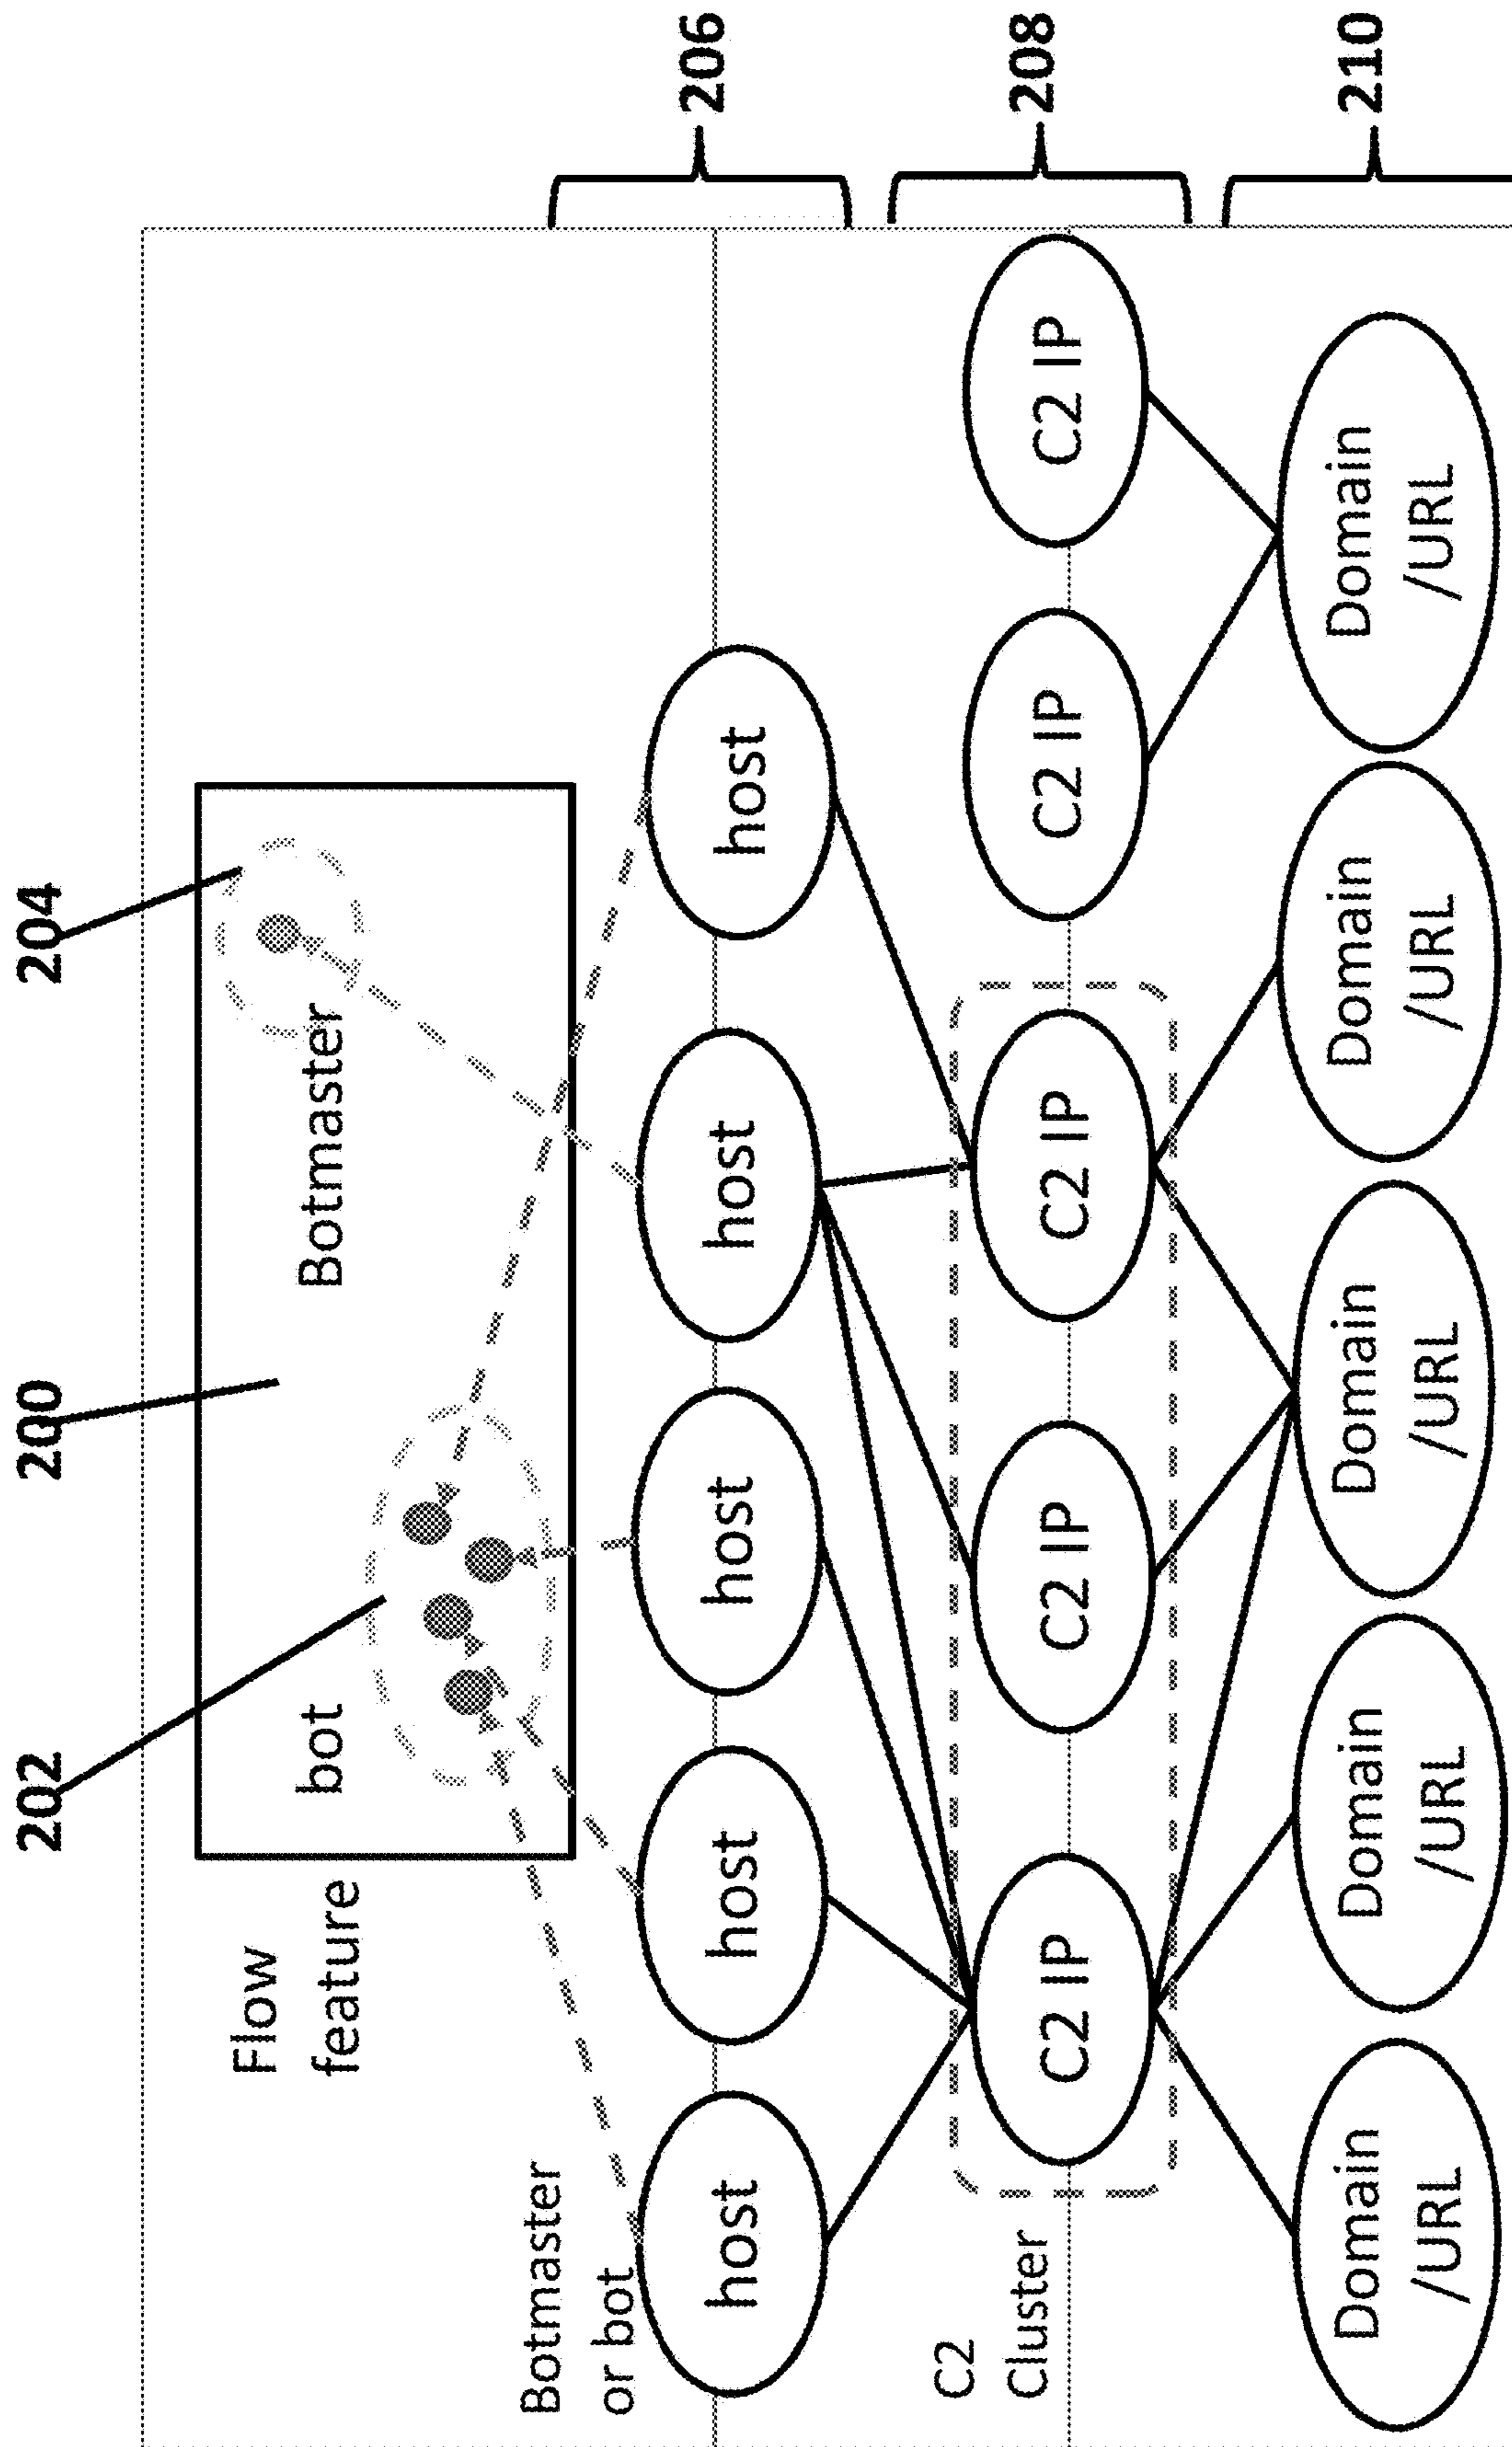 202
200
204
Flow
feature
bot
Botmaster
Botmaster
or bot
host
host
host
host
host
206
C2
Cluster
C2 IP
C2 IP
C2 IP
C2 IP
C2 IP
208
Domain
/URL
Domain
/URL
Domain
/URL
Domain
/URL
Domain
/URL
210